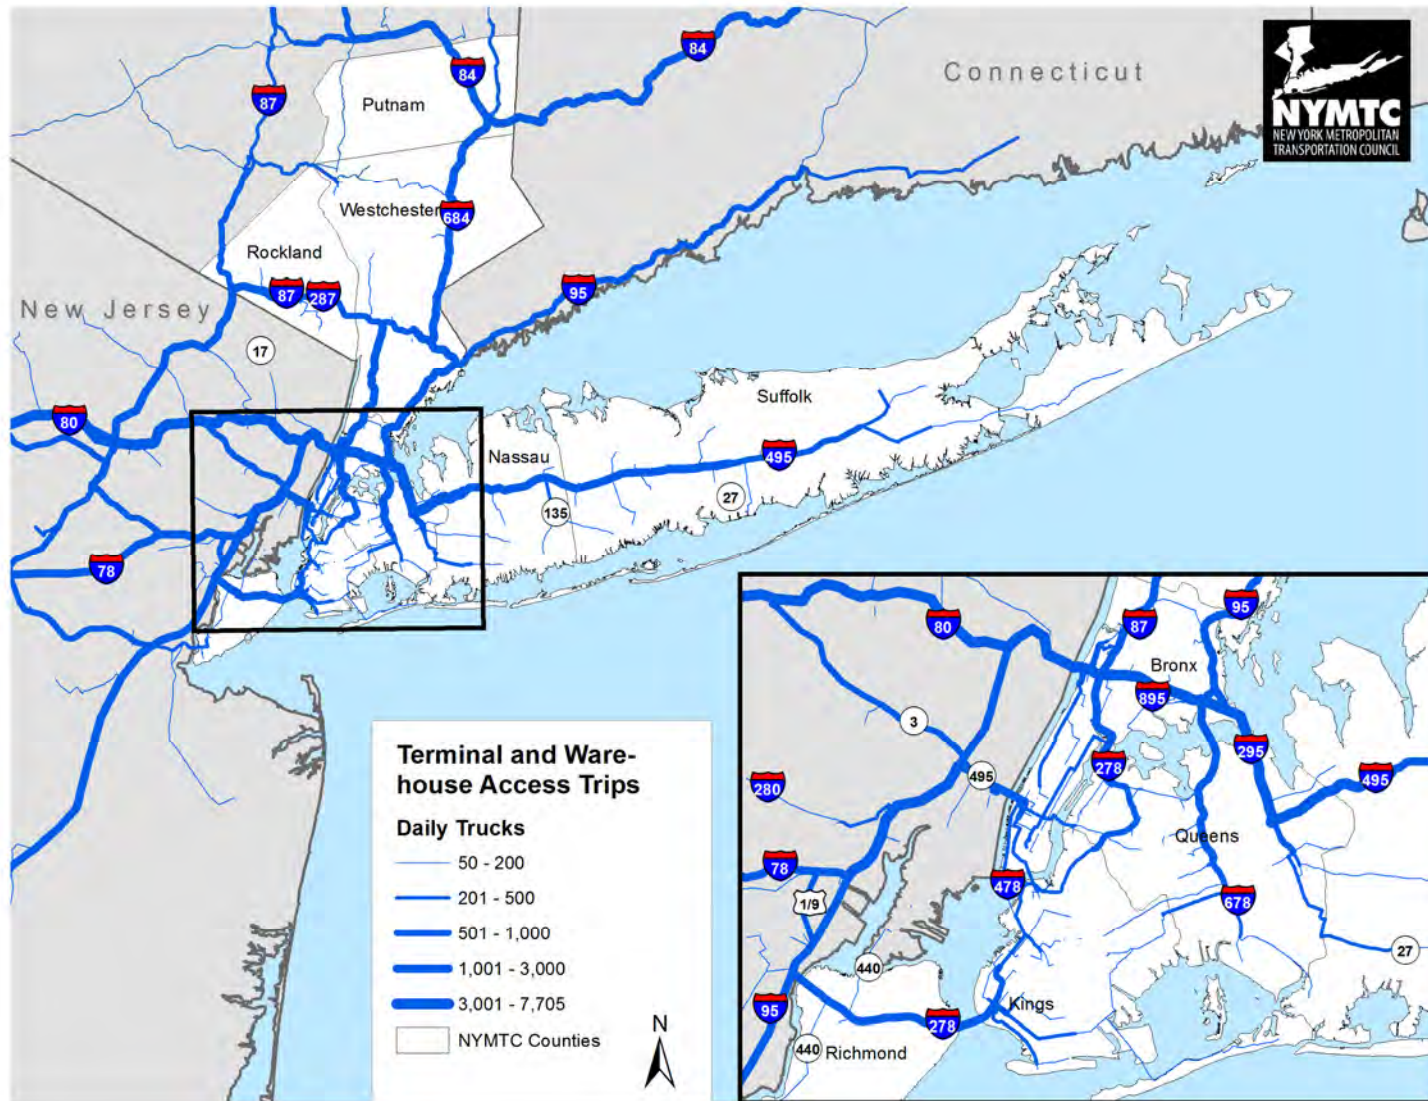 84
Connecticut
NYMTC
NEW YORK METROPOLITAN
TRANSPORTATION COUNCIL
84
87
Putnam
Westchester
684
Rockland
87
287
95
New Jersey
17
80
Suffolk
Nassau
495
27
135
78
Terminal and Ware-
house Access Trips
Daily Trucks
50 - 200
201 - 500
501 - 1,000
1,001 - 3,000
3,001 - 7,705
NYMTC Counties
N
95
80
87
Bronx
895
3
295
278
495
495
280
Queens
78
478
1/9
678
27
440
95
Kings
278
440
Richmond